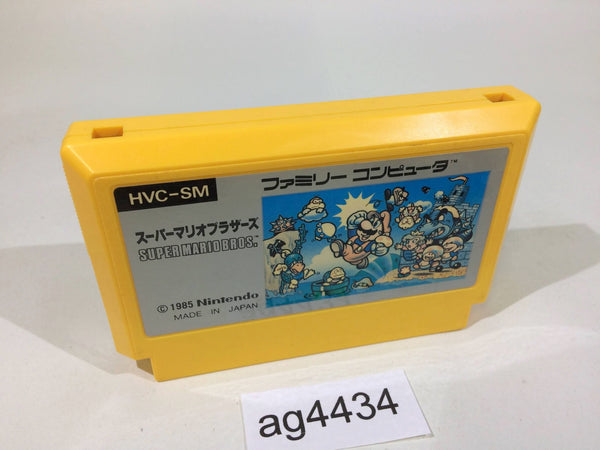 HVC-SM
ファミリー コンピュータ™
スーパーマリオブラザーズ
SUPER MARIO BROS.™
© 1985 Nintendo
MADE IN JAPAN
ag4434